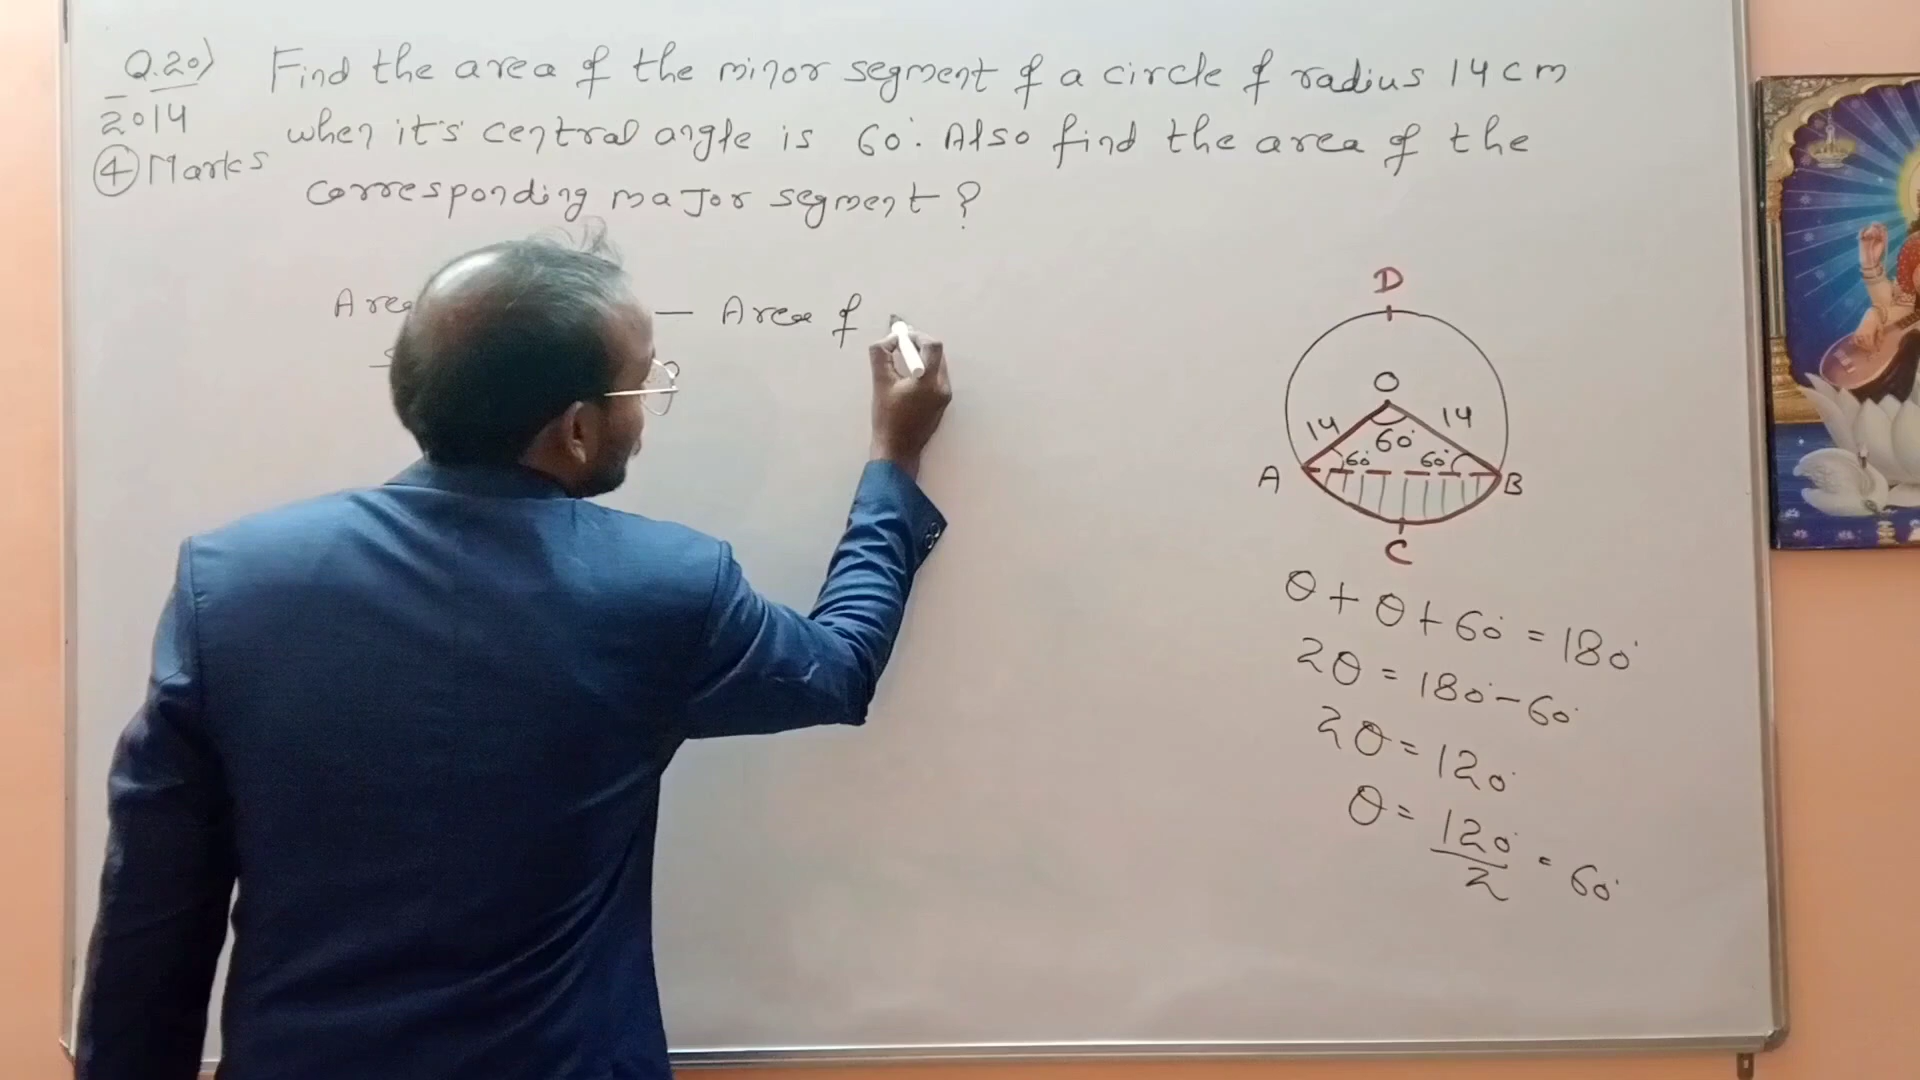 Q.20) Find the area of the minor segment of a circle of radius 14 cm
2014 when it's central angle is 60°. Also find the area of the
④ Marks corresponding major segment?
Area — Area of
D
O
14 14
60°
60° 60°
A B
C
θ + θ + 60° = 180°
2θ = 180° - 60°
2θ = 120°
θ = 120°/2 = 60°